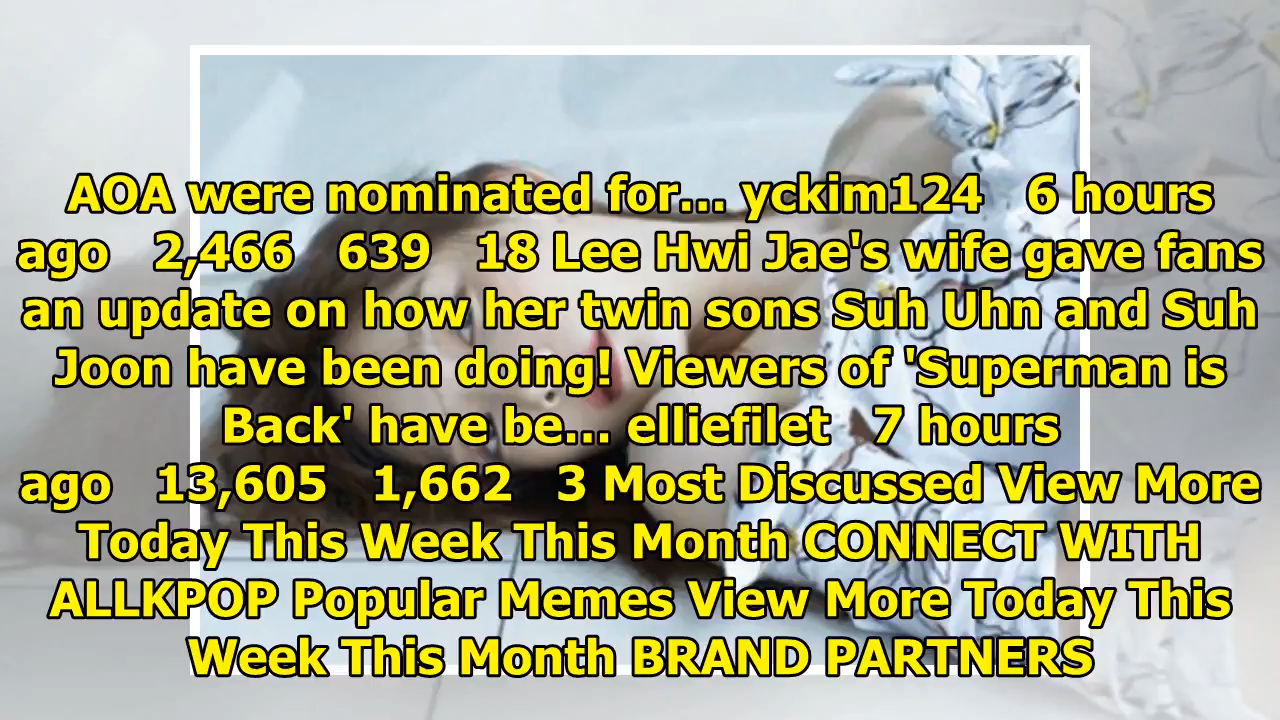 AOA were nominated for... yckim124 6 hours
ago 2,466 639 18 Lee Hwi Jae's wife gave fans
an update on how her twin sons Suh Uhn and Suh
Joon have been doing! Viewers of 'Superman is
Back' have be... elliefilet 7 hours
ago 13,605 1,662 3 Most Discussed View More
Today This Week This Month CONNECT WITH
ALLKPOP Popular Memes View More Today This
Week This Month BRAND PARTNERS